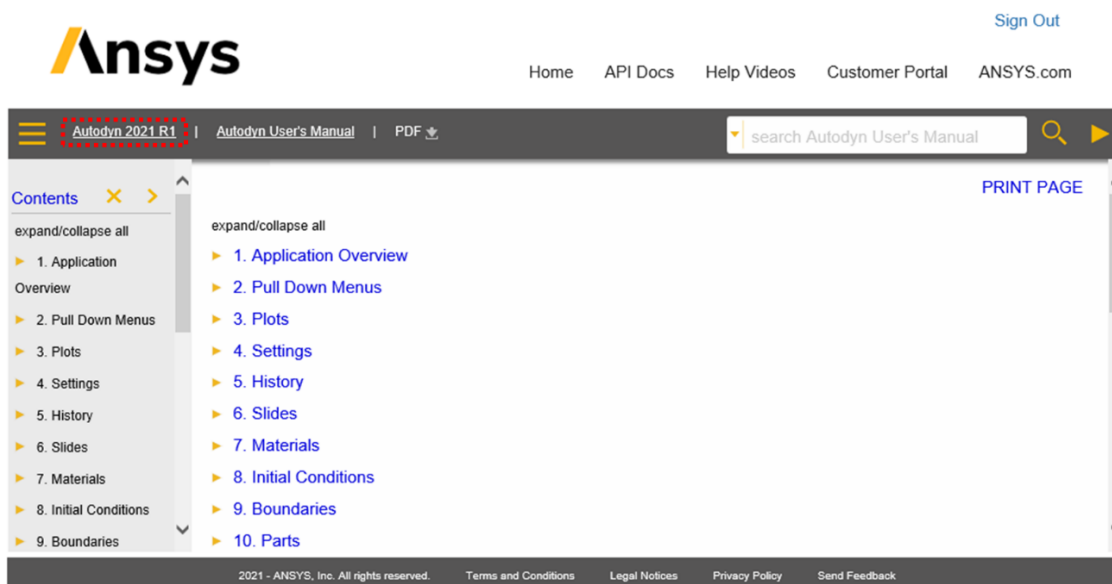 Sign Out
Ansys
Home API Docs Help Videos Customer Portal ANSYS.com
Autodyn 2021 R1 | Autodyn User's Manual | PDF
search Autodyn User's Manual
PRINT PAGE
Contents
expand/collapse all
1. Application
Overview
2. Pull Down Menus
3. Plots
4. Settings
5. History
6. Slides
7. Materials
8. Initial Conditions
9. Boundaries
expand/collapse all
1. Application Overview
2. Pull Down Menus
3. Plots
4. Settings
5. History
6. Slides
7. Materials
8. Initial Conditions
9. Boundaries
10. Parts
2021 - ANSYS, Inc. All rights reserved. Terms and Conditions Legal Notices Privacy Policy Send Feedback